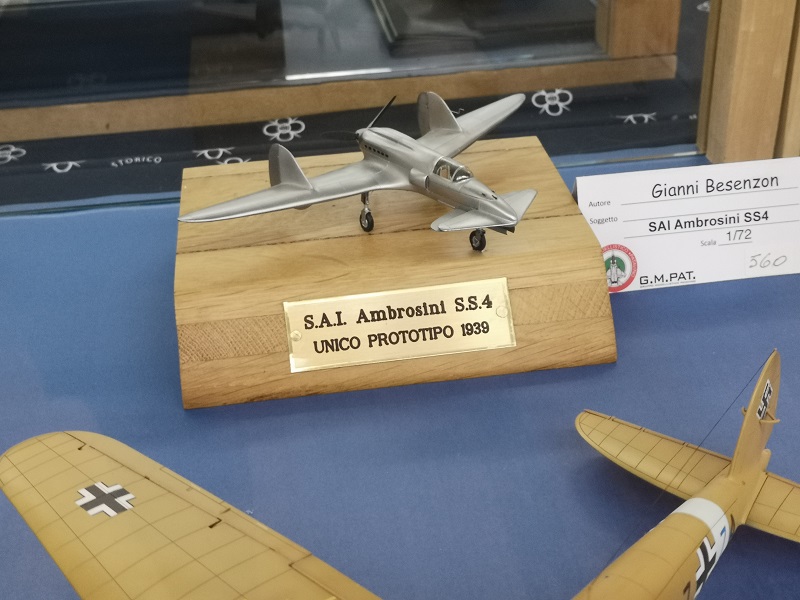 STORICO
Autore Gianni Besenzon
Soggetto SAI Ambrosini SS4
Scala 1/72
560
G.M.PAT.
S.A.I. Ambrosini S.S.4
UNICO PROTOTIPO 1939